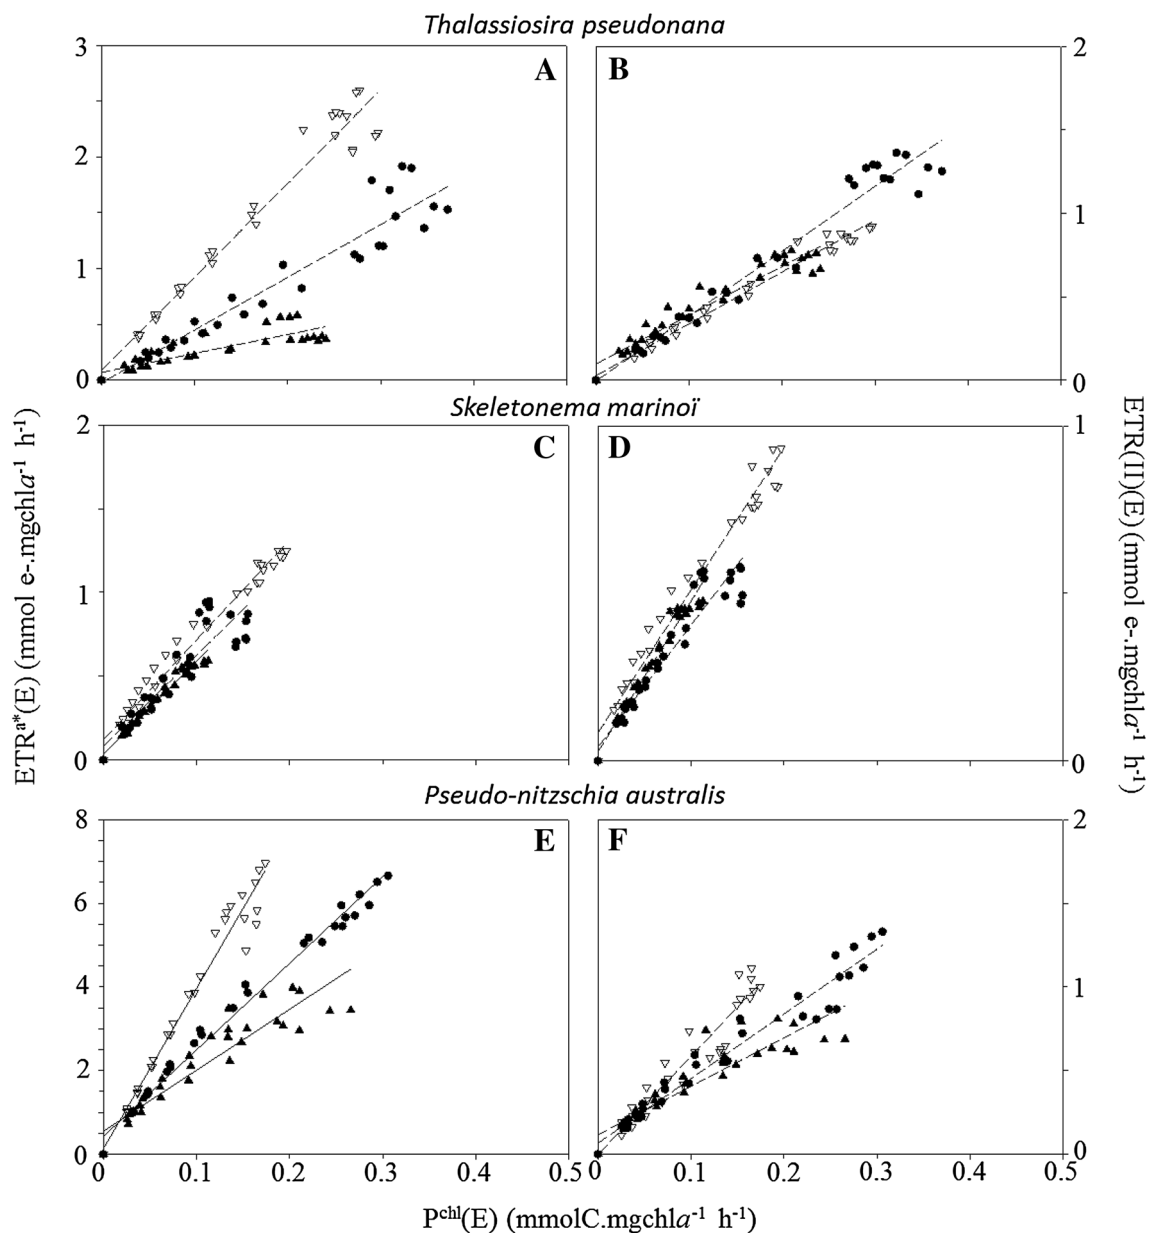 Thalassiosira pseudonana
A
B
3
2
1
0
2
1
0
Skeletonema marinoï
C
D
2
1
0
1
0
ETRᵃ*(E) (mmol e-.mgchla⁻¹ h⁻¹)
ETR(II)(E) (mmol e-.mgchla⁻¹ h⁻¹)
Pseudo-nitzschia australis
E
F
8
6
4
2
0
2
1
0
0 0.1 0.2 0.3 0.4 0.5
0 0.1 0.2 0.3 0.4 0.5
Pᶜʰˡ(E) (mmolC.mgchla⁻¹ h⁻¹)